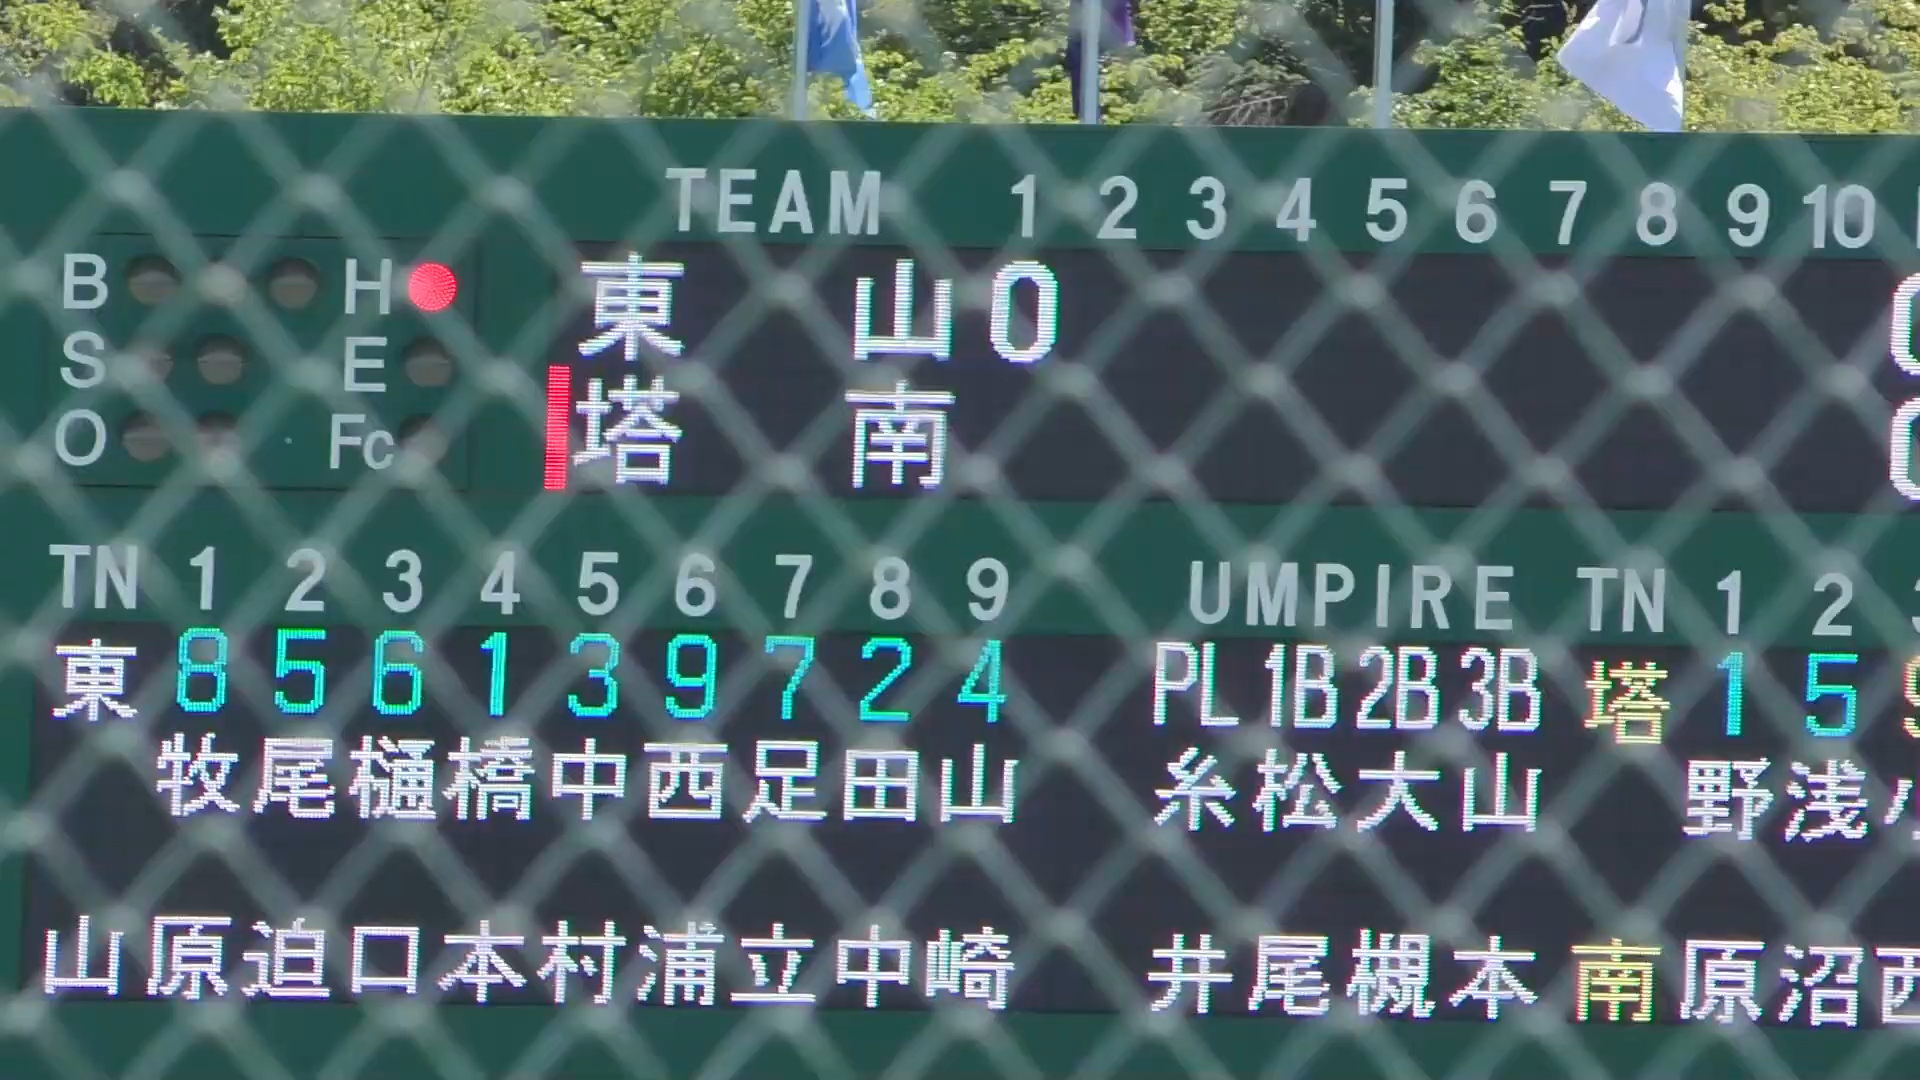 TEAM 1 2 3 4 5 6 7 8 9 10
B H 東山 0 0
S E
O Fc 塔南 0
TN 1 2 3 4 5 6 7 8 9 UMPIRE TN 1 2
東 8 5 6 1 3 9 7 2 4 PL 1B 2B 3B 塔 1 5
牧 尾 樋 橋 中 西 足 田 山 糸 松 大 山 野 浅
山 原 迫 口 本 村 浦 立 中 崎 井 尾 槻 本 南 原 沼 西